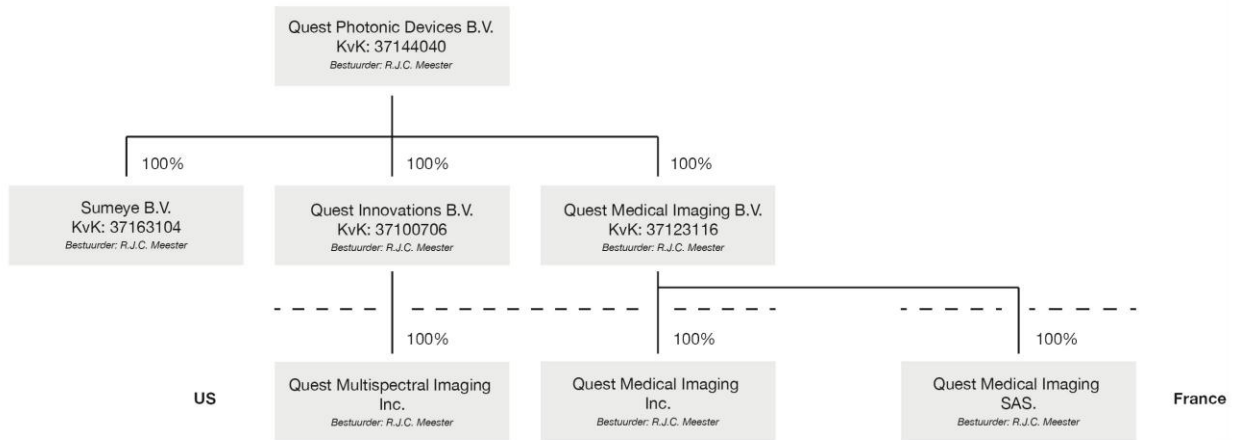 Quest Photonic Devices B.V.
KvK: 37144040
Bestuurder: R.J.C. Meester
100%
100%
100%
Sumeye B.V.
KvK: 37163104
Bestuurder: R.J.C. Meester
Quest Innovations B.V.
KvK: 37100706
Bestuurder: R.J.C. Meester
Quest Medical Imaging B.V.
KvK: 37123116
Bestuurder: R.J.C. Meester
100%
100%
100%
US
Quest Multispectral Imaging
Inc.
Bestuurder: R.J.C. Meester
Quest Medical Imaging
Inc.
Bestuurder: R.J.C. Meester
Quest Medical Imaging
SAS.
Bestuurder: R.J.C. Meester
France